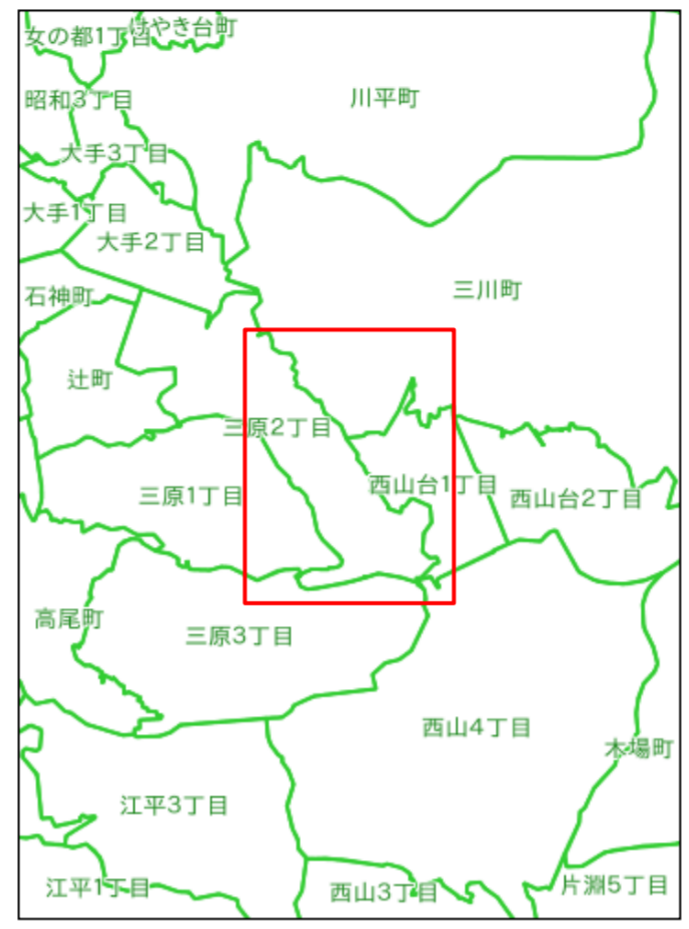 女の都1丁目
けやき台町
昭和3丁目
川平町
大手3丁目
大手1丁目
大手2丁目
石神町
三川町
辻町
三原2丁目
三原1丁目
西山台1丁目
西山台2丁目
高尾町
三原3丁目
西山4丁目
木場町
江平3丁目
江平1丁目
西山3丁目
片淵5丁目